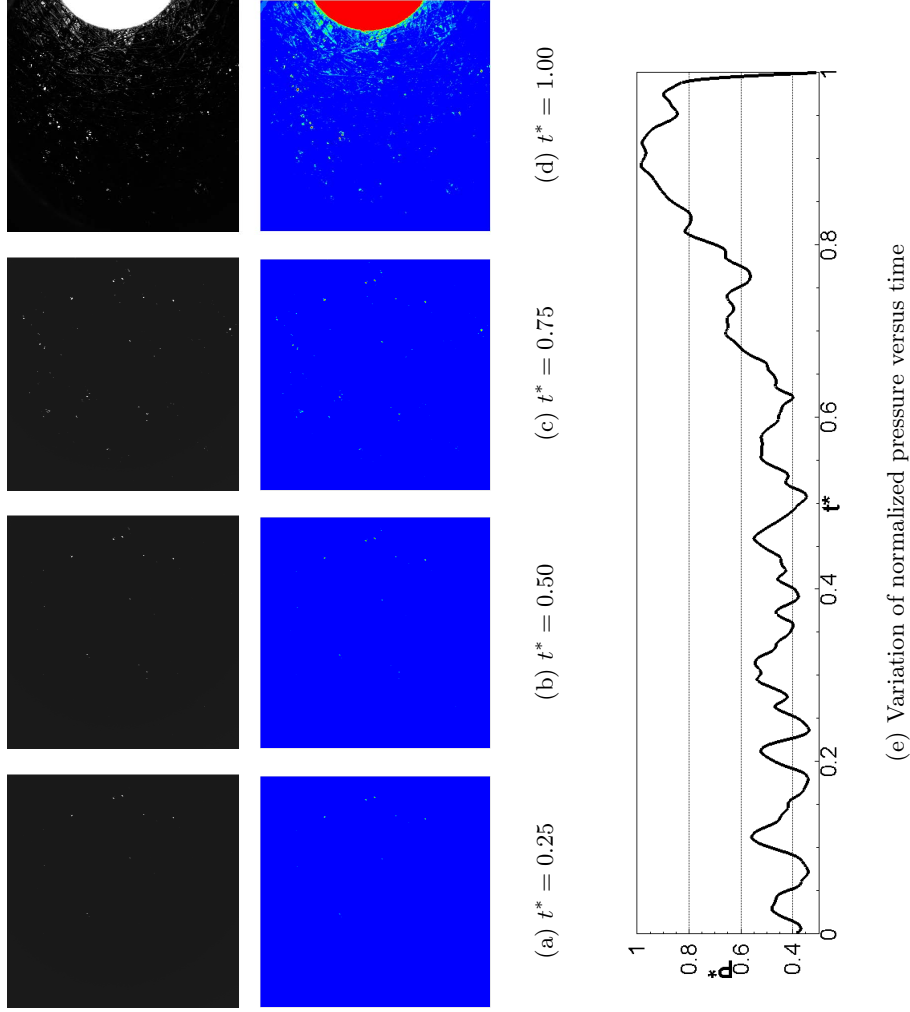 (a) t* = 0.25
(b) t* = 0.50
(c) t* = 0.75
(d) t* = 1.00
1
0.8
P*
0.6
0.4
0
0.2
0.4
t*
0.6
0.8
1
(e) Variation of normalized pressure versus time